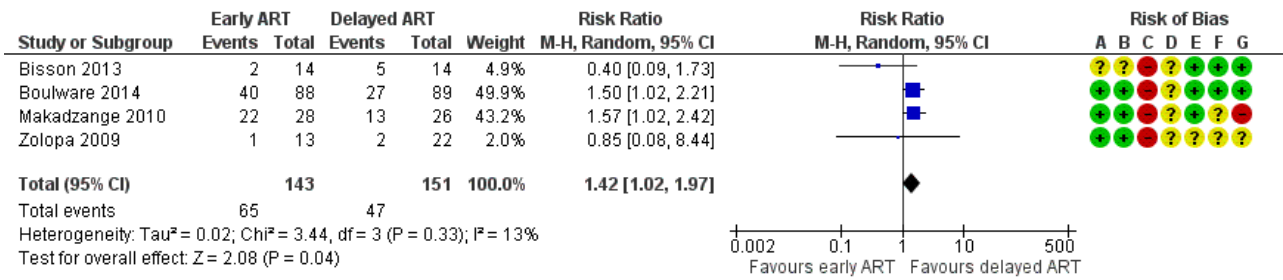 Early ART Delayed ART Risk Ratio Risk Ratio Risk of Bias
Study or Subgroup Events Total Events Total Weight M-H, Random, 95% CI M-H, Random, 95% CI A B C D E F G
Bisson 2013 2 14 5 14 4.9% 0.40 [0.09, 1.73] ? ? - ? + + +
Boulware 2014 40 88 27 89 49.9% 1.50 [1.02, 2.21] + + - ? + + +
Makadzange 2010 22 28 13 26 43.2% 1.57 [1.02, 2.42] + + - ? + ? -
Zolopa 2009 1 13 2 22 2.0% 0.85 [0.08, 8.44] + + - ? ? ? ?
Total (95% CI) 143 151 100.0% 1.42 [1.02, 1.97]
Total events 65 47
Heterogeneity: Tau² = 0.02; Chi² = 3.44, df = 3 (P = 0.33); I² = 13%
Test for overall effect: Z = 2.08 (P = 0.04)
0.002 0.1 1 10 500
Favours early ART Favours delayed ART